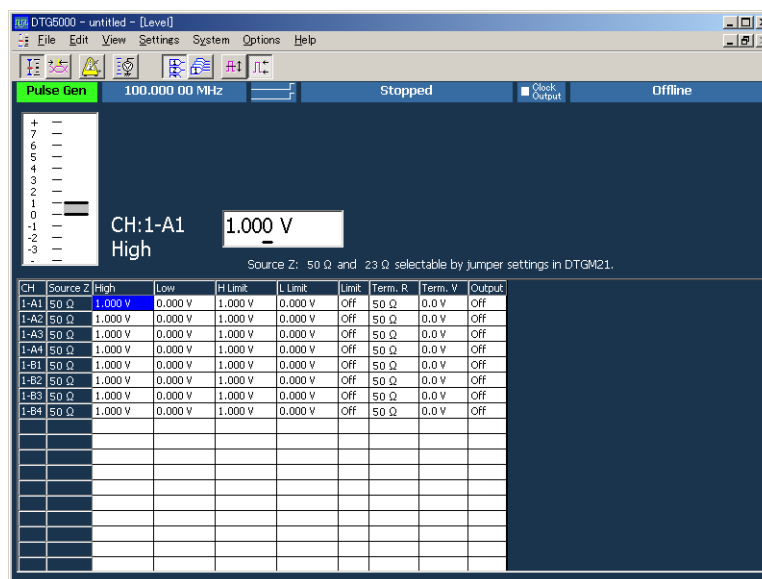 DTG5000 - untitled - [Level]
File Edit View Settings System Options Help
Pulse Gen 100.000 00 MHz Stopped Clock Output Offline
+
7
6
5
4
3
2
1
0
-1
-2
-3
-
CH:1-A1 1.000 V
High
Source Z: 50 Ω and 23 Ω selectable by jumper settings in DTGM21.
CH Source Z High Low H Limit L Limit Limit Term. R Term. V Output
1-A1 50 Ω 1.000 V 0.000 V 1.000 V 0.000 V Off 50 Ω 0.0 V Off
1-A2 50 Ω 1.000 V 0.000 V 1.000 V 0.000 V Off 50 Ω 0.0 V Off
1-A3 50 Ω 1.000 V 0.000 V 1.000 V 0.000 V Off 50 Ω 0.0 V Off
1-A4 50 Ω 1.000 V 0.000 V 1.000 V 0.000 V Off 50 Ω 0.0 V Off
1-B1 50 Ω 1.000 V 0.000 V 1.000 V 0.000 V Off 50 Ω 0.0 V Off
1-B2 50 Ω 1.000 V 0.000 V 1.000 V 0.000 V Off 50 Ω 0.0 V Off
1-B3 50 Ω 1.000 V 0.000 V 1.000 V 0.000 V Off 50 Ω 0.0 V Off
1-B4 50 Ω 1.000 V 0.000 V 1.000 V 0.000 V Off 50 Ω 0.0 V Off